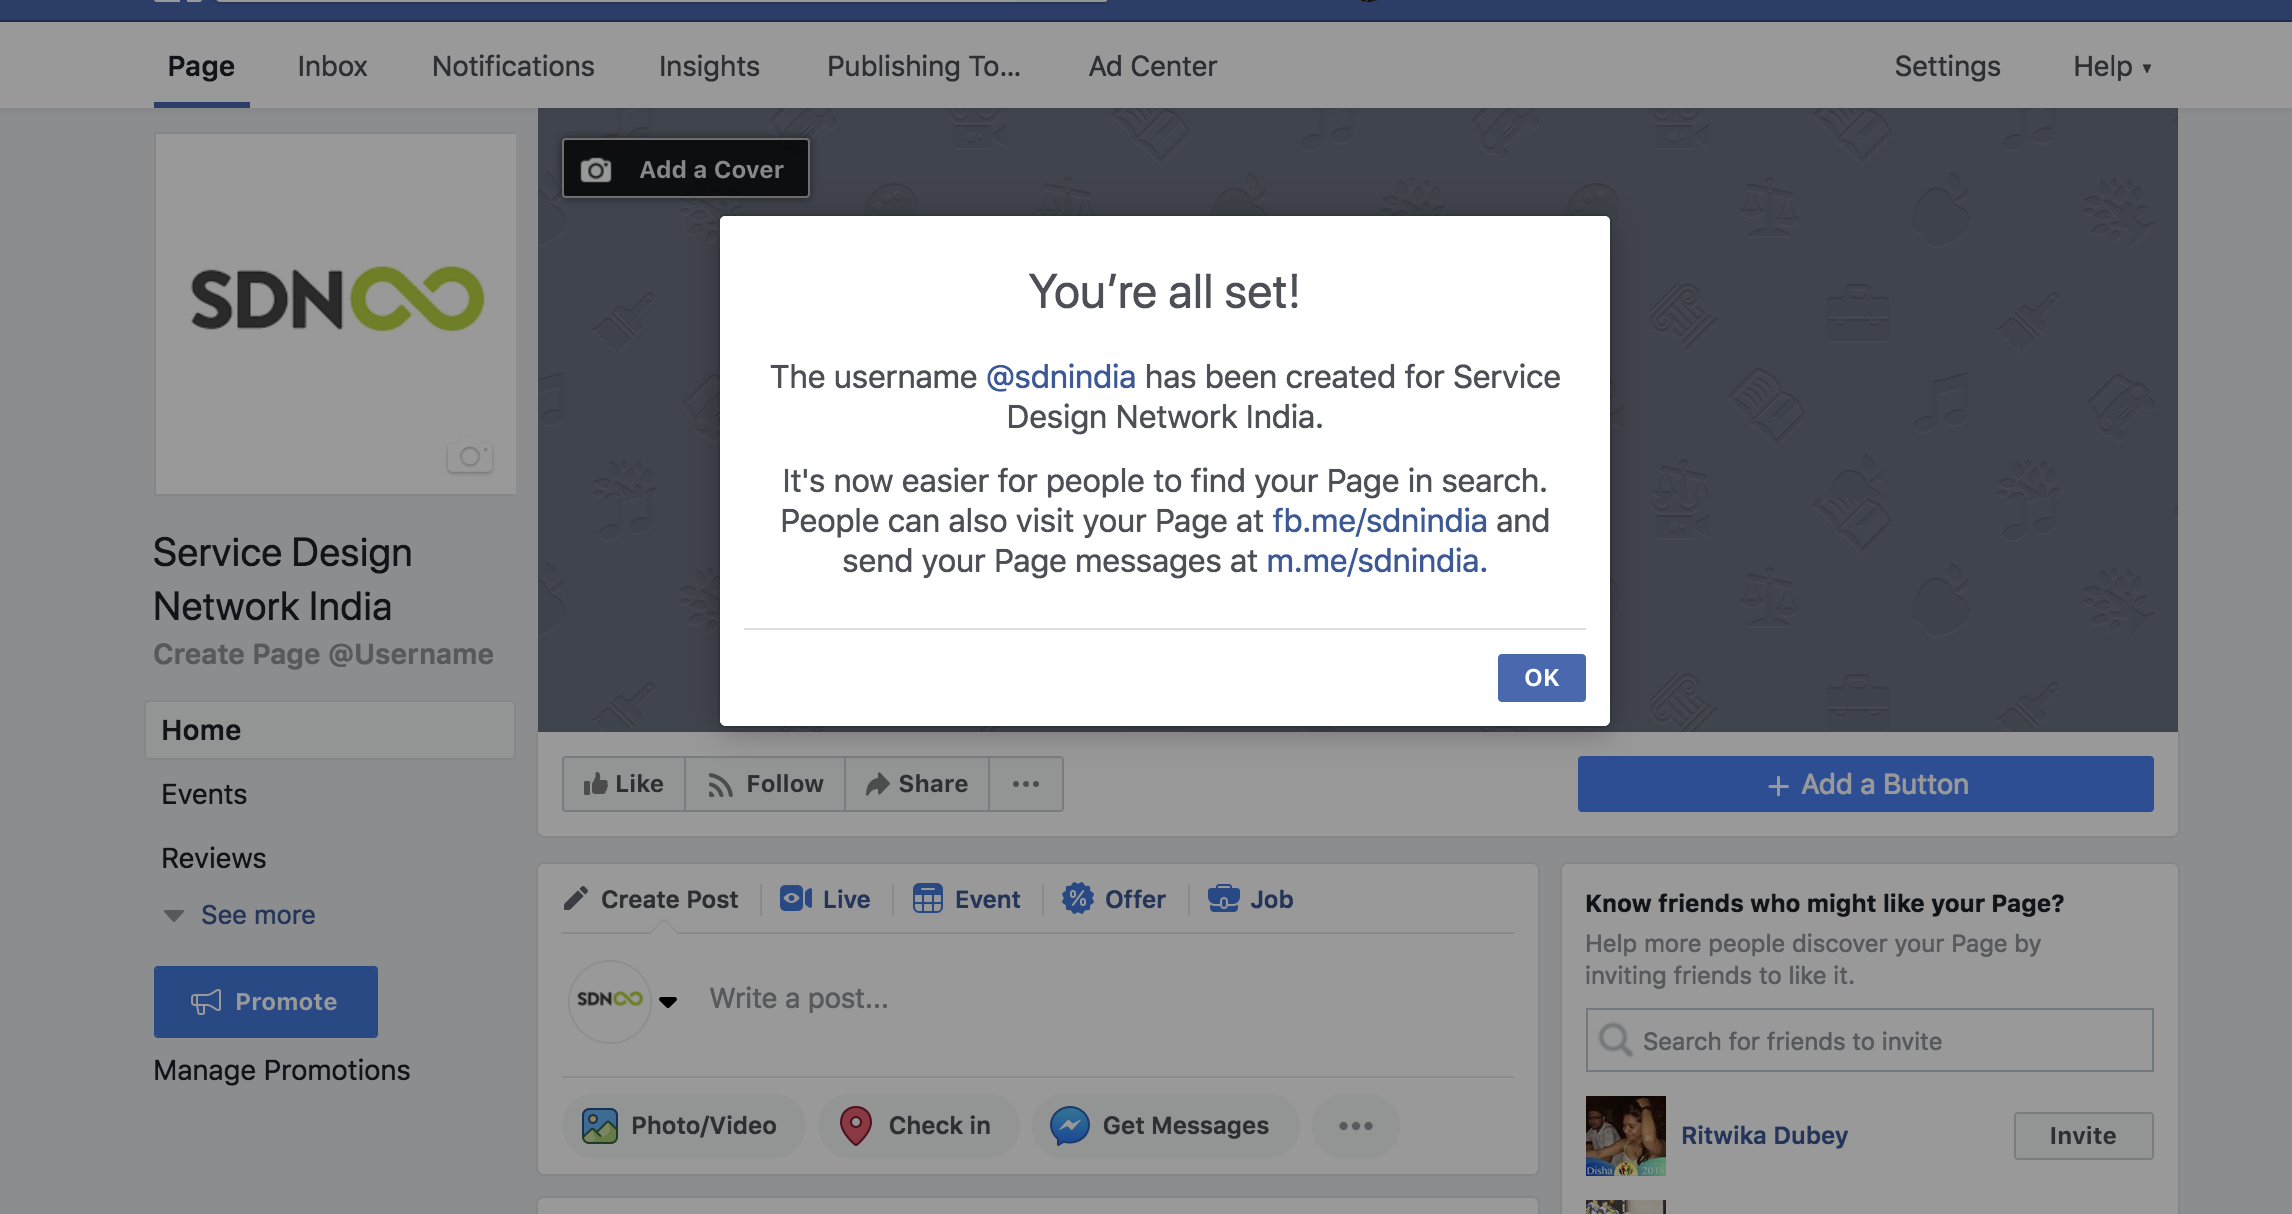 Page
Inbox
Notifications
Insights
Publishing To...
Ad Center
Settings
Help
Add a Cover
SDN
Service Design
Network India
Create Page @Username
Home
Events
Reviews
See more
Promote
Manage Promotions
You're all set!
The username @sdnindia has been created for Service
Design Network India.
It's now easier for people to find your Page in search.
People can also visit your Page at fb.me/sdnindia and
send your Page messages at m.me/sdnindia.
OK
Like
Follow
Share
...
+ Add a Button
Create Post
Live
Event
Offer
Job
SDN
Write a post...
Photo/Video
Check in
Get Messages
...
Know friends who might like your Page?
Help more people discover your Page by
inviting friends to like it.
Search for friends to invite
Disha 2018
Ritwika Dubey
Invite